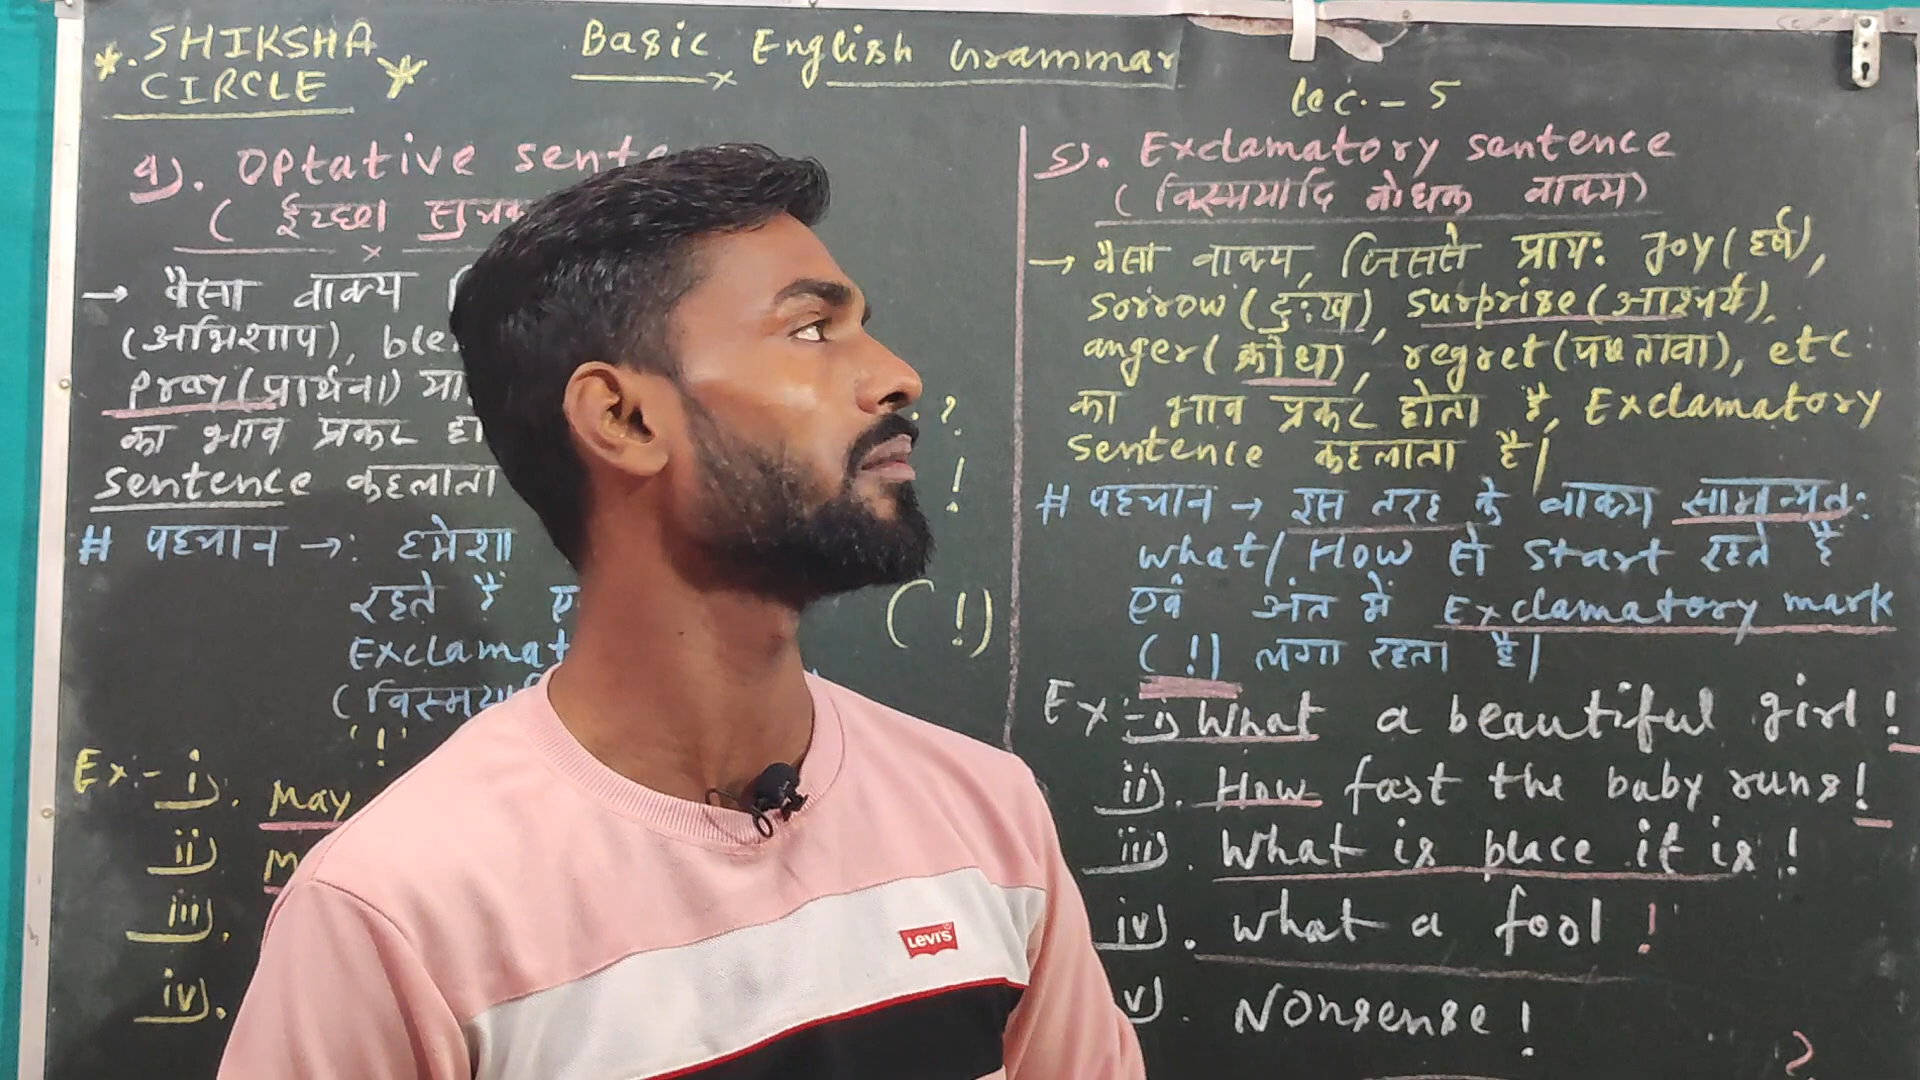 SHIKSHA
CIRCLE
Basic English Grammar
Lec. - 5
4). Optative sente
( ईच्छा सुचक
→ वैसा वाक्य
(अभिशाप), ble
Pray (प्रार्थना) या
का भाव प्रकट हो
sentence कहलाता
# पहचान →: हमेशा
रहते हैं
Exclamat
(विस्मया
'!'
Ex:- i). May
ii) M
iii).
iv).
?
!
(!)
5). Exclamatory sentence
(विस्मयादि बोधक वाक्य)
→ वैसा वाक्य, जिससे प्रायः Joy (हर्ष),
sorrow (दुःख), surprise (आश्चर्य),
anger (क्रोध), regret (पछतावा), etc
का भाव प्रकट होता है, Exclamatory
sentence कहलाता है|
# पहचान → इस तरह के वाक्य सामान्यतः
what/How से start रहते हैं
एवं अंत में Exclamatory mark
(!) लगा रहता है|
Ex:- i) What a beautiful girl!
ii). How fast the baby runs!
iii). What is place it is!
iv). what a fool!
v). Nonsense!
2
LEVI'S